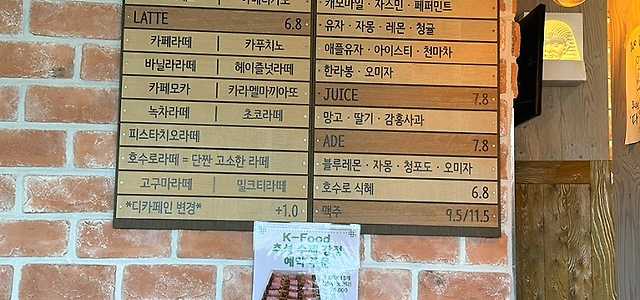 LATTE 6.8
카페라떼 | 카푸치노
바닐라라떼 | 헤이즐넛라떼
카페모카 | 카라멜마끼아또
녹차라떼 | 초코라떼
피스타치오라떼
호수로라떼 = 단짠 고소한 라떼
고구마라떼 | 밀크티라떼
*디카페인 변경* +1.0
캐모마일 · 자스민 · 페퍼민트
유자 · 자몽 · 레몬 · 청귤
애플유자 · 아이스티 · 천마차
한라봉 · 오미자
JUICE 7.8
망고 · 딸기 · 감홍사과
ADE 7.8
블루레몬 · 자몽 · 청포도 · 오미자
호수로 식혜 6.8
맥주 9.5/11.5
K-Food